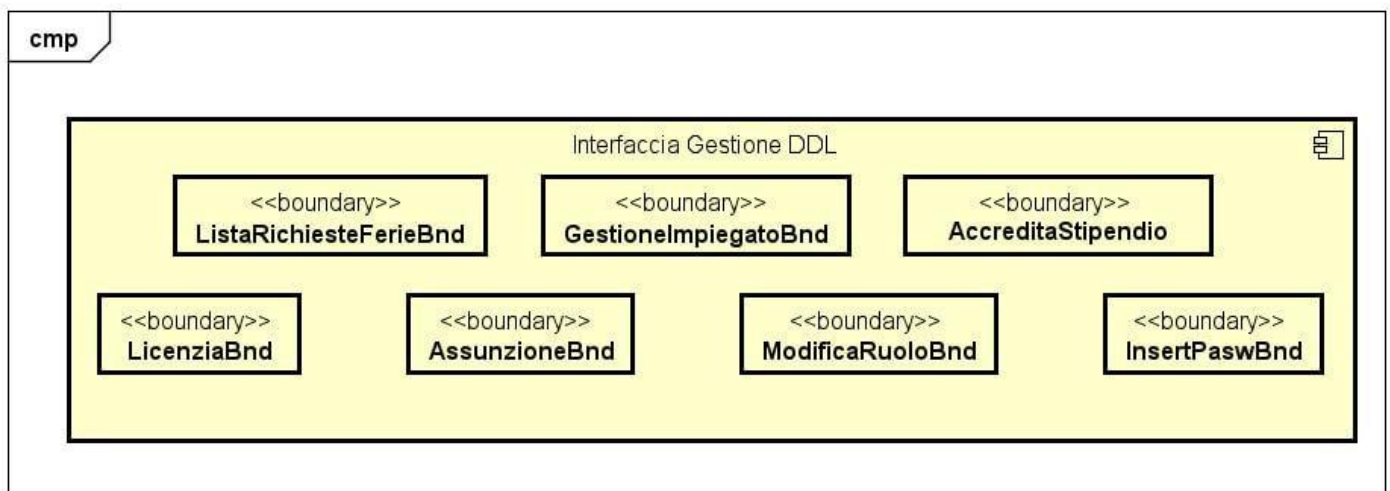 cmp
Interfaccia Gestione DDL
<<boundary>>
ListaRichiesteFerieBnd
<<boundary>>
GestioneImpiegatoBnd
<<boundary>>
AccreditaStipendio
<<boundary>>
LicenziaBnd
<<boundary>>
AssunzioneBnd
<<boundary>>
ModificaRuoloBnd
<<boundary>>
InsertPaswBnd